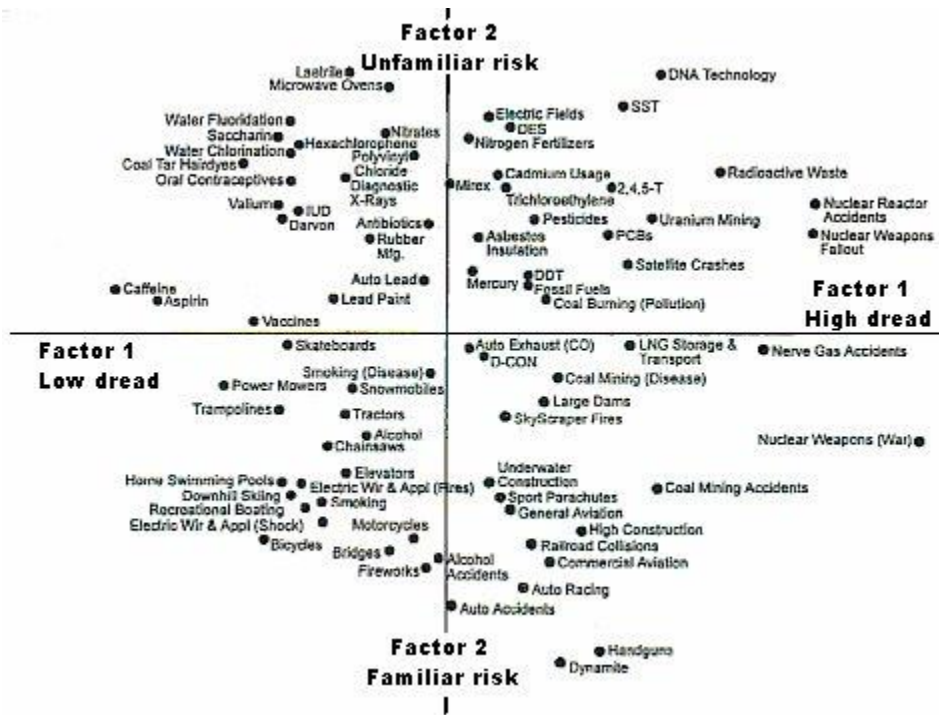 Factor 2
Unfamiliar risk
Laetrile
Microwave Ovens
DNA Technology
SST
Water Fluoridation
Saccharin
Water Chlorination
Coal Tar Hairdyes
Oral Contraceptives
Valium
Hexachlorophene
Nitrates
Polyvinyl
Chloride
Diagnostic
X-Rays
IUD
Darvon
Antibiotics
Rubber
Mfg.
Auto Lead
Lead Paint
Caffeine
Aspirin
Vaccines
Electric Fields
DES
Nitrogen Fertilizers
Cadmium Usage
Mirex
Trichloroethylene
2,4,5-T
Radioactive Waste
Pesticides
Uranium Mining
Nuclear Reactor
Accidents
Asbestos
Insulation
PCBs
Nuclear Weapons
Fallout
Satellite Crashes
Mercury
DDT
Fossil Fuels
Coal Burning (Pollution)
Factor 1
High dread
Factor 1
Low dread
Skateboards
Smoking (Disease)
Power Mowers
Snowmobiles
Trampolines
Tractors
Alcohol
Chainsaws
Elevators
Home Swimming Pools
Electric Wir & Appl (Fires)
Downhill Skiing
Smoking
Recreational Boating
Electric Wir & Appl (Shock)
Motorcycles
Bicycles
Bridges
Fireworks
Alcohol
Accidents
Auto Exhaust (CO)
D-CON
LNG Storage &
Transport
Nerve Gas Accidents
Coal Mining (Disease)
Large Dams
SkyScraper Fires
Nuclear Weapons (War)
Underwater
Construction
Sport Parachutes
General Aviation
Coal Mining Accidents
High Construction
Railroad Collisions
Commercial Aviation
Auto Racing
Auto Accidents
Factor 2
Familiar risk
Handguns
Dynamite